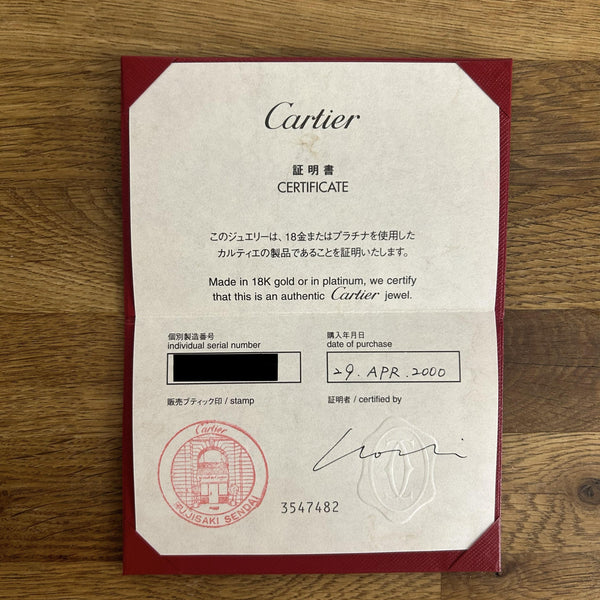 Cartier
証明書
CERTIFICATE
このジュエリーは、18金またはプラチナを使用した
カルティエの製品であることを証明いたします。
Made in 18K gold or in platinum, we certify
that this is an authentic Cartier jewel.
個別製造番号
individual serial number
購入年月日
date of purchase
29. APR. 2000
販売ブティック印 / stamp
証明者 / certified by
Cartier
FUJISAKI SENDAI
3547482